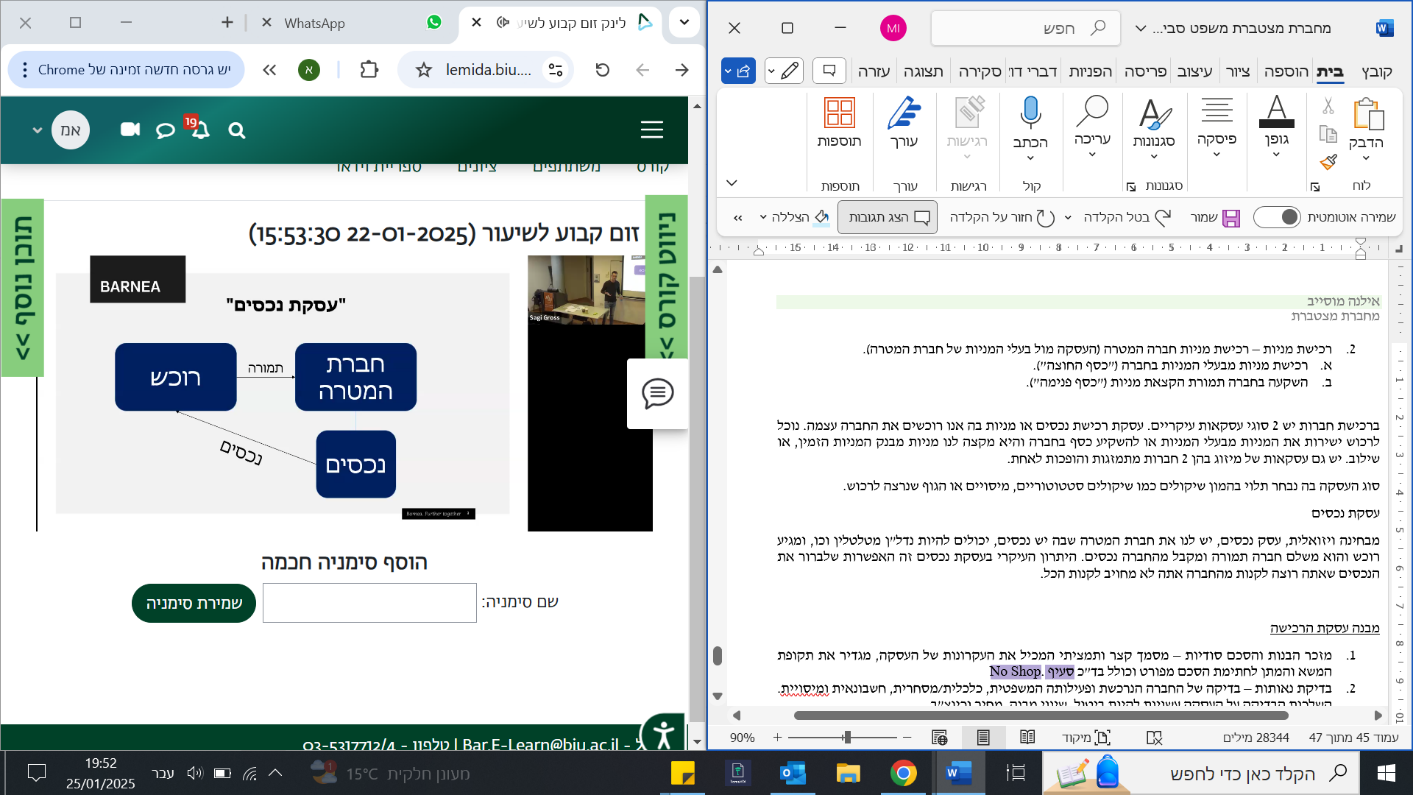 מחברת מצטברת משפט סבי...
חפש
MI
קובץ
בית
הוספה
ציור
עיצוב
פריסה
הפניות
דברי דוו
סקירה
תצוגה
עזרה
הדבק
גופן
פיסקה
סגנונות
עריכה
הכתב
רגישות
עורך
תוספות
לוח
סגנונות
קול
רגישות
עורך
תוספות
שמירה אוטומטית
שמור
בטל הקלדה
חזור על הקלדה
הצג תגובות
הצללה
אילנה מוסייב
מחברת מצטברת
2. רכישת מניות – רכישת מניות חברה המטרה (העסקה מול בעלי המניות של חברת המטרה).
א. רכישת מניות מבעלי המניות בחברה ("כסף החוצה").
ב. השקעה בחברה תמורת הקצאת מניות ("כסף פנימה").
ברכישת חברות יש 2 סוגי עסקאות עיקריים. עסקת רכישת נכסים או מניות בה אנו רוכשים את החברה עצמה. נוכל
לרכוש ישירות את המניות מבעלי המניות או להשקיע כסף בחברה והיא מקצה לנו מניות מבנק המניות הזמין, או
שילוב. יש גם עסקאות של מיזוג בהן 2 חברות מתמזגות והופכות לאחת.
סוג העסקה בה נבחר תלוי בהמון שיקולים כמו שיקולים סטטוטוריים, מיסויים או הגוף שנרצה לרכוש.
עסקת נכסים
מבחינה ויזואלית, עסק נכסים, יש לנו את חברת המטרה שבה יש נכסים, יכולים להיות נדל"ן מטלטלין וכו, ומגיע
רוכש והוא משלם חברה תמורה ומקבל מהחברה נכסים. היתרון העיקרי בעסקת נכסים זה האפשרות שלברור את
הנכסים שאתה רוצה לקנות מהחברה אתה לא מחויב לקנות הכל.
מבנה עסקת הרכישה
1. מזכר הבנות והסכם סודיות – מסמך קצר ותמציתי המכיל את העקרונות של העסקה, מגדיר את תקופת
המשא והמתן לחתימת הסכם מפורט וכולל בד"כ סעיף No Shop.
2. בדיקת נאותות – בדיקה של החברה הנרכשת ופעילותה המשפטית, כלכלית/מסחרית, חשבונאית ומיסויית.
עמוד 45 מתוך 47
28344 מילים
מיקוד
90%
לינק זום קבוע לשיע
WhatsApp
lemida.biu....
א
יש גרסה חדשה זמינה של Chrome
19
אמ
קורס
משתתפים
ציונים
ספריית וידאו
ניווט קורס >>
תוכן נוסף >>
זום קבוע לשיעור (22-01-2025 15:53:30)
BARNEA
"עסקת נכסים"
חברת
המטרה
תמורה
רוכש
נכסים
נכסים
Barnea. Further together
Sagi Gross
הוסף סימניה חכמה
שם סימניה:
שמירת סימניה
Bar.E-Learn@biu.ac.il | טלפון - 03-5317712/4
הקלד כאן כדי לחפש
15°C
מעונן חלקית
עבר
19:52
25/01/2025